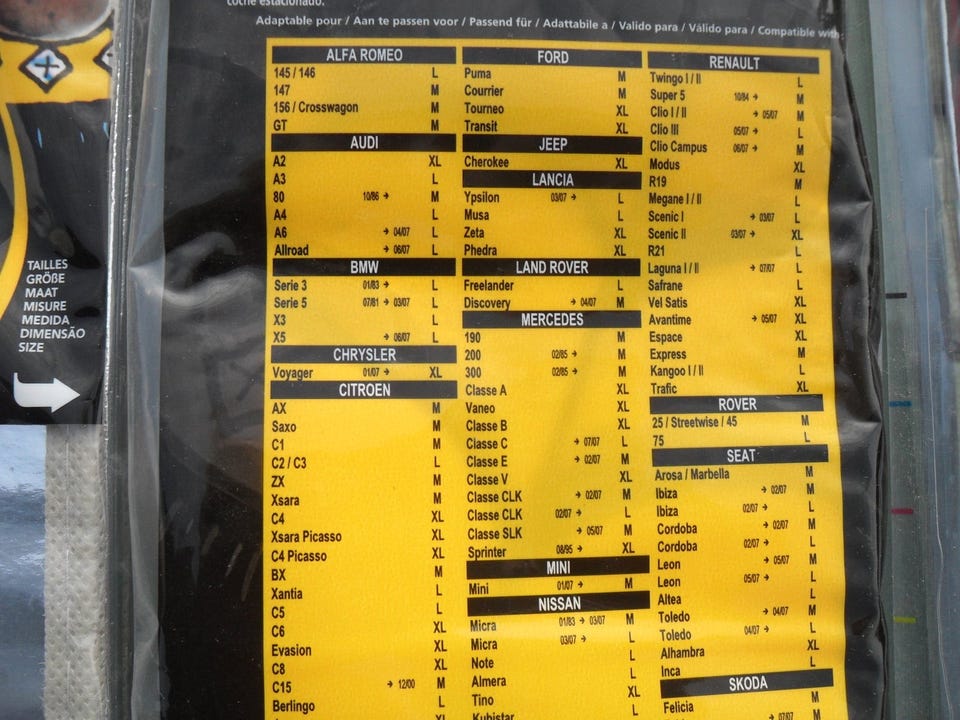 coche estacionado.
Adaptable pour / Aan te passen voor / Passend für / Adattabile a / Valido para / Válido para / Compatible with
ALFA ROMEO
145 / 146 L
147 M
156 / Crosswagon M
GT M
AUDI
A2 XL
A3 L
80 10/86 → M
A4 L
A6 → 04/07 L
Allroad → 06/07 L
BMW
Serie 3 01/83 → L
Serie 5 07/81 → 03/07 L
X3 L
X5 → 06/07 L
CHRYSLER
Voyager 01/07 → XL
CITROEN
AX M
Saxo M
C1 M
C2 / C3 L
ZX M
Xsara M
C4 XL
Xsara Picasso XL
C4 Picasso XL
BX M
Xantia L
C5 L
C6 XL
Evasion XL
C8 XL
C15 → 12/00 M
Berlingo L
XL
FORD
Puma M
Courrier M
Tourneo XL
Transit XL
JEEP
Cherokee XL
LANCIA
Ypsilon 03/07 → L
Musa L
Zeta XL
Phedra XL
LAND ROVER
Freelander L
Discovery → 04/07 M
MERCEDES
190 M
200 02/85 → M
300 02/85 → M
Classe A XL
Vaneo XL
Classe B XL
Classe C → 07/07 L
Classe E → 02/07 M
Classe V XL
Classe CLK → 02/07 M
Classe CLK 02/07 → L
Classe SLK → 05/07 M
Sprinter 08/95 → XL
MINI
Mini 01/07 → M
NISSAN
Micra 01/83 → 03/07 M
Micra 03/07 → L
Note L
Almera L
Tino XL
Kubistar L
RENAULT
Twingo I / II L
Super 5 10/84 → M
Clio I / II → 05/07 M
Clio III 05/07 → L
Clio Campus 06/07 → M
Modus XL
R19 M
Megane I / II L
Scenic I → 03/07 L
Scenic II 03/07 → XL
R21 L
Laguna I / II → 07/07 L
Safrane L
Vel Satis XL
Avantime → 05/07 XL
Espace XL
Express M
Kangoo I / II L
Trafic XL
ROVER
25 / Streetwise / 45 M
75 L
SEAT
Arosa / Marbella M
Ibiza → 02/07 M
Ibiza 02/07 → L
Cordoba → 02/07 M
Cordoba 02/07 → L
Leon → 05/07 M
Leon 05/07 → L
Altea L
Toledo → 04/07 M
Toledo 04/07 → L
Alhambra XL
Inca L
SKODA
Felicia M
→ 07/07 M
TAILLES
GRÖßE
MAAT
MISURE
MEDIDA
DIMENSÃO
SIZE